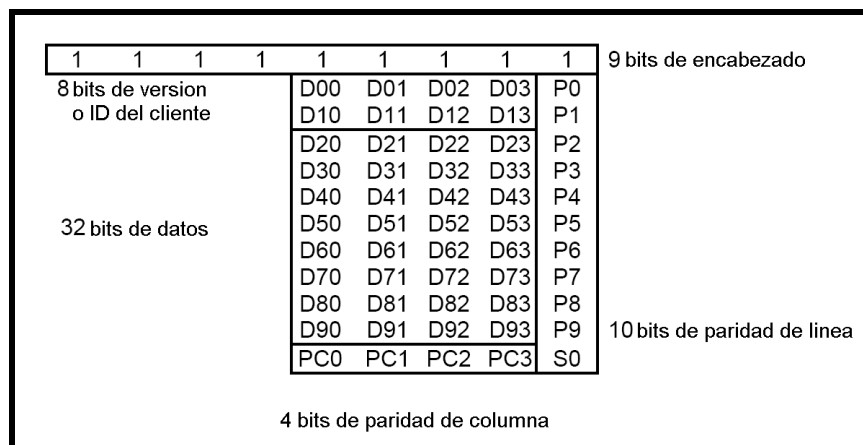 1 1 1 1 1 1 1 1 1 9 bits de encabezado
8 bits de version D00 D01 D02 D03 P0
o ID del cliente D10 D11 D12 D13 P1
D20 D21 D22 D23 P2
D30 D31 D32 D33 P3
D40 D41 D42 D43 P4
32 bits de datos D50 D51 D52 D53 P5
D60 D61 D62 D63 P6
D70 D71 D72 D73 P7
D80 D81 D82 D83 P8
D90 D91 D92 D93 P9 10 bits de paridad de linea
PC0 PC1 PC2 PC3 S0
4 bits de paridad de columna